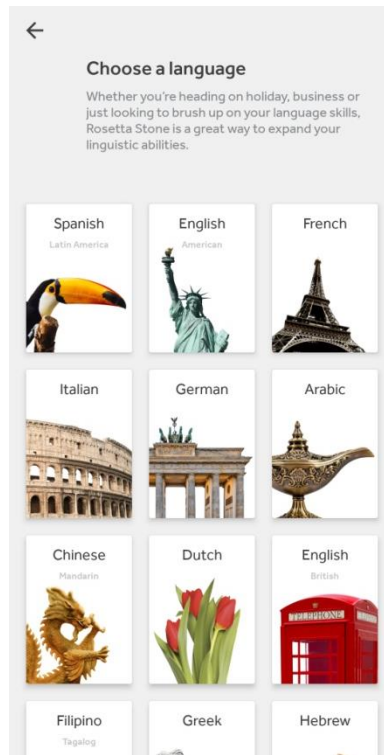 Choose a language
Whether you're heading on holiday, business or
just looking to brush up on your language skills,
Rosetta Stone is a great way to expand your
linguistic abilities.
Spanish
Latin America
English
American
French
Italian
German
Arabic
Chinese
Mandarin
Dutch
English
British
TELEPHONE
Filipino
Tagalog
Greek
Hebrew